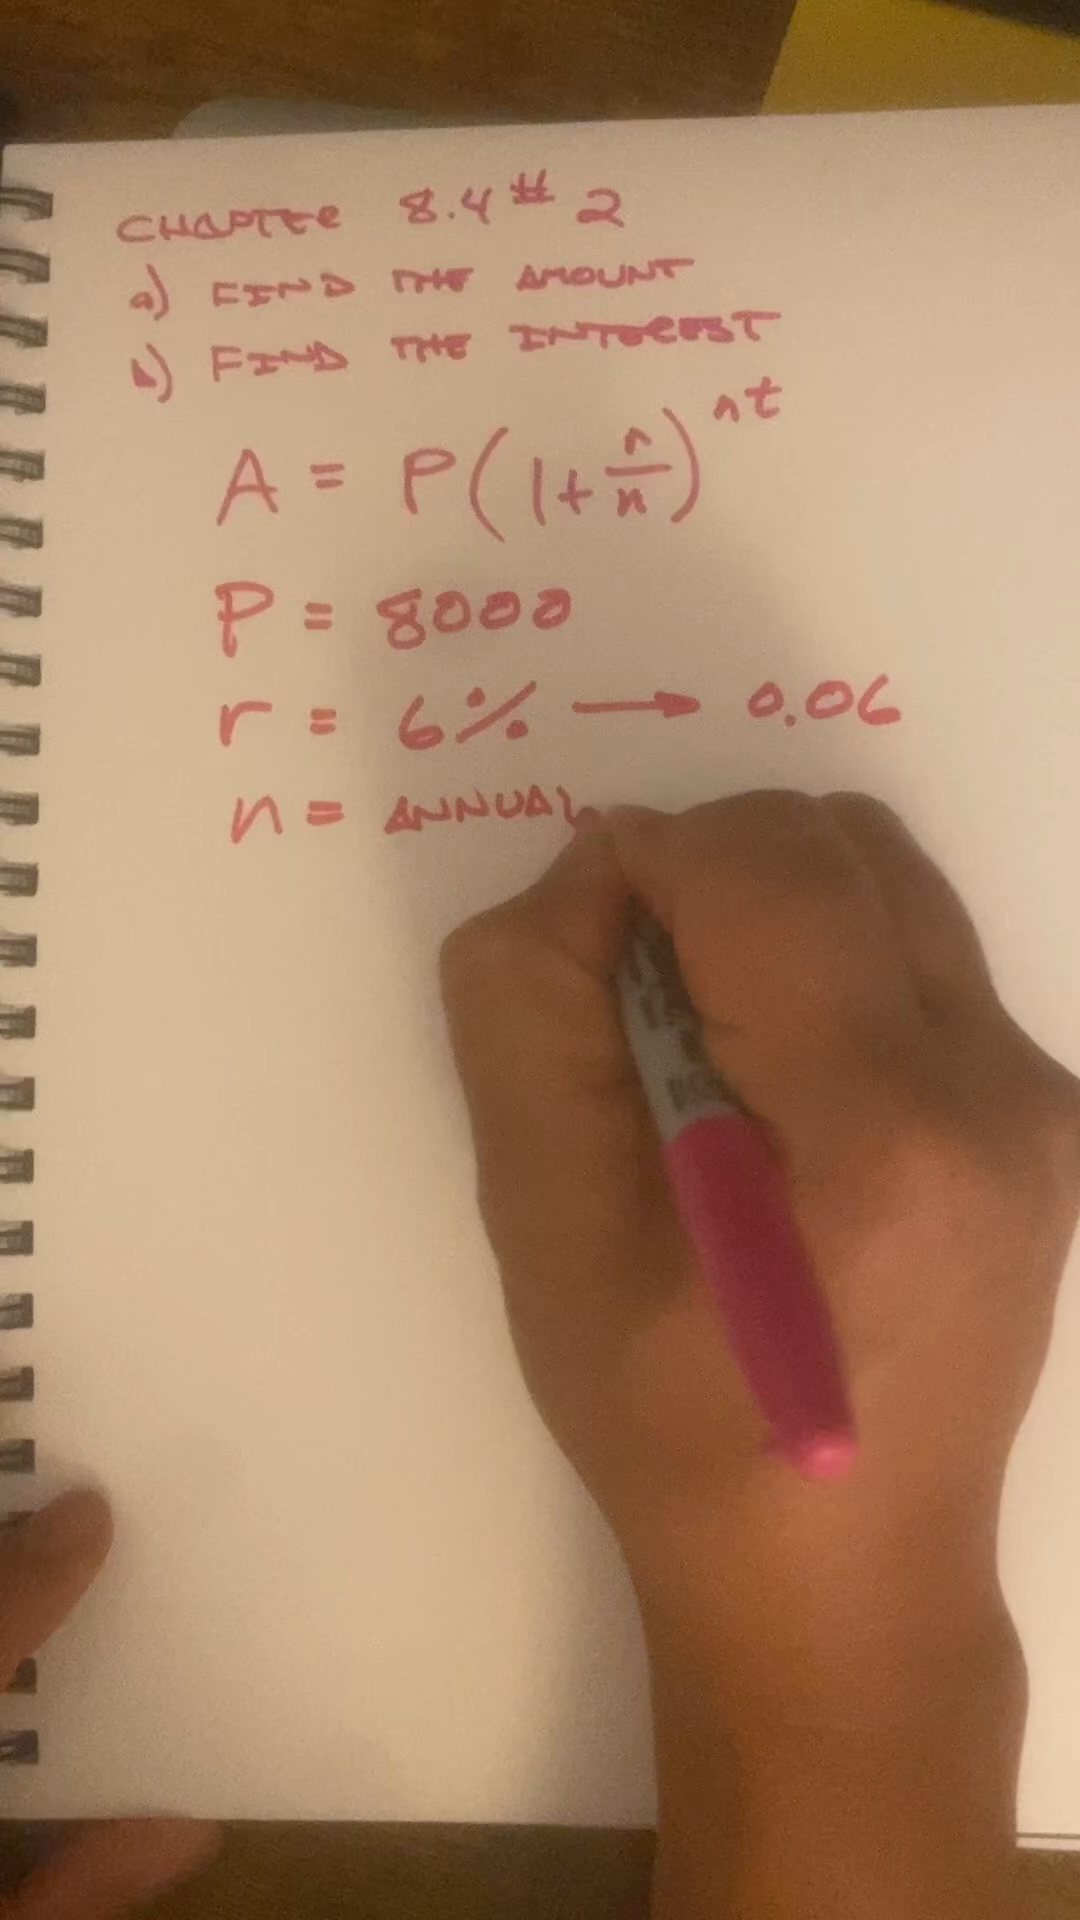 CHAPTER 8.4 # 2
a) FIND THE AMOUNT
b) FIND THE INTEREST
A = P(1+r/n)^nt
P = 8000
r = 6% → 0.06
n = ANNUAL